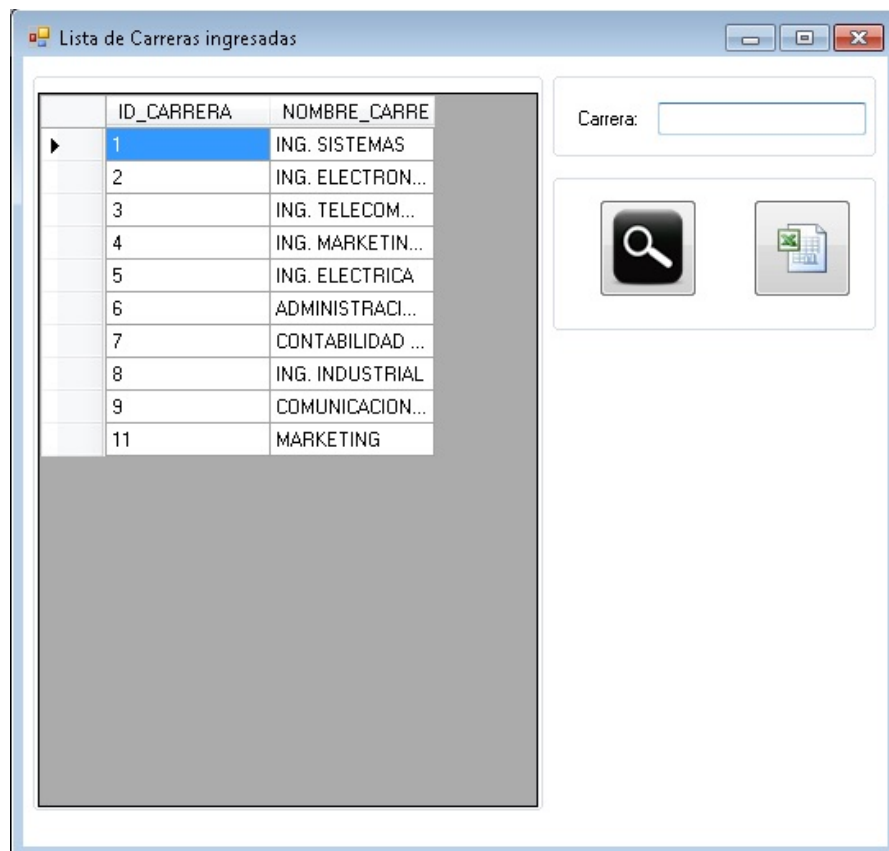 Lista de Carreras ingresadas
ID_CARRERA NOMBRE_CARRE
1 ING. SISTEMAS
2 ING. ELECTRON...
3 ING. TELECOM...
4 ING. MARKETIN...
5 ING. ELECTRICA
6 ADMINISTRACI...
7 CONTABILIDAD ...
8 ING. INDUSTRIAL
9 COMUNICACION...
11 MARKETING
Carrera: